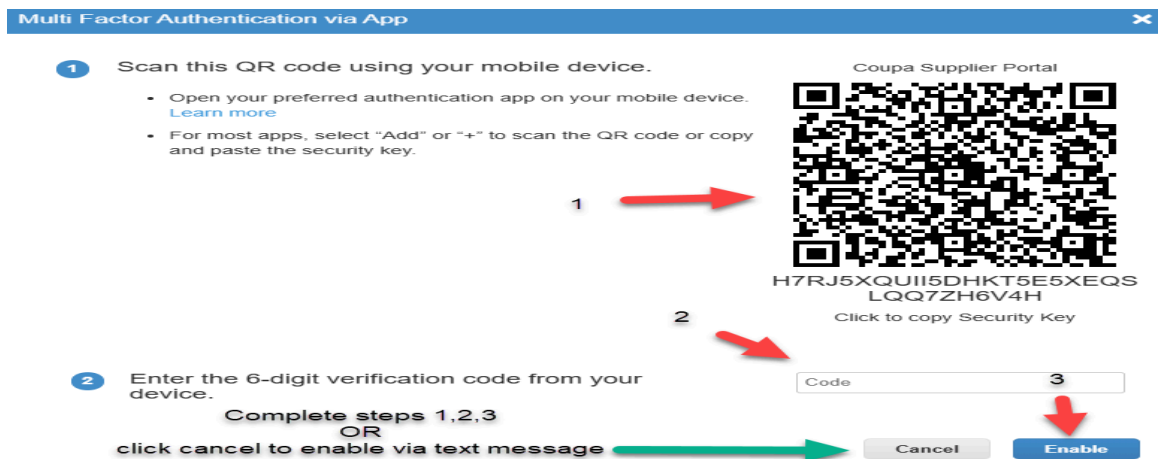 Multi Factor Authentication via App
1
Scan this QR code using your mobile device.
• Open your preferred authentication app on your mobile device.
Learn more
• For most apps, select “Add” or “+” to scan the QR code or copy
and paste the security key.
Coupa Supplier Portal
1
H7RJ5XQUII5DHKT5E5XEQS
LQQ7ZH6V4H
Click to copy Security Key
2
2
Enter the 6-digit verification code from your
device.
Code
3
Complete steps 1,2,3
OR
click cancel to enable via text message
Cancel
Enable